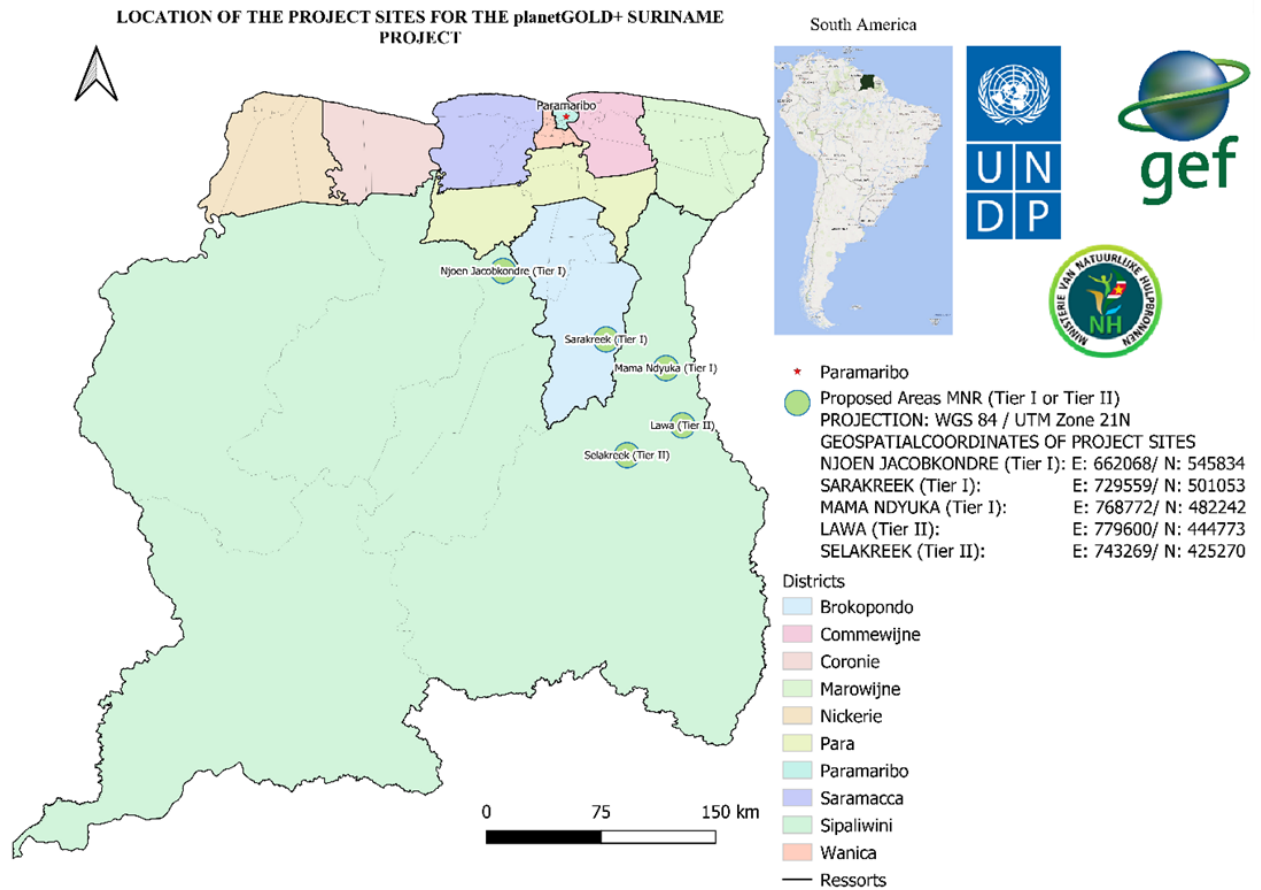 LOCATION OF THE PROJECT SITES FOR THE planetGOLD+ SURINAME
PROJECT
South America
UN
DP
gef
MINISTERIE VAN NATUURLIJKE HULPBRONNEN
NH
Paramaribo
Njoen Jacobkondre (Tier I)
Sarakreek (Tier I)
Mama Ndyuka (Tier I)
Lawa (Tier II)
Selakreek (Tier II)
Paramaribo
Proposed Areas MNR (Tier I or Tier II)
PROJECTION: WGS 84 / UTM Zone 21N
GEOSPATIALCOORDINATES OF PROJECT SITES
NJOEN JACOBKONDRE (Tier I): E: 662068/ N: 545834
SARAKREEK (Tier I): E: 729559/ N: 501053
MAMA NDYUKA (Tier I): E: 768772/ N: 482242
LAWA (Tier II): E: 779600/ N: 444773
SELAKREEK (Tier II): E: 743269/ N: 425270
Districts
Brokopondo
Commewijne
Coronie
Marowijne
Nickerie
Para
Paramaribo
Saramacca
Sipaliwini
Wanica
Ressorts
0 75 150 km